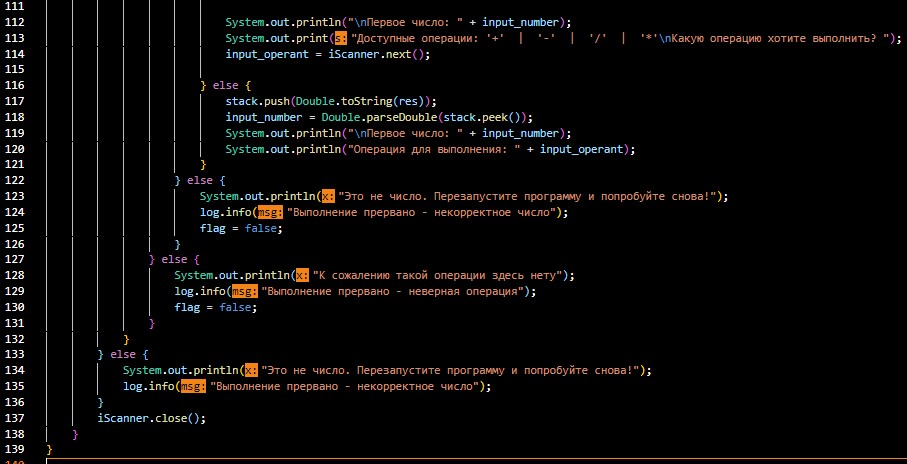 111
112 System.out.println("\nПервое число: " + input_number);
113 System.out.print(s: "Доступные операции: '+'  |  '-'  |  '/'  |  '*'\nКакую операцию хотите выполнить? ");
114 input_operant = iScanner.next();
115
116 } else {
117 stack.push(Double.toString(res));
118 input_number = Double.parseDouble(stack.peek());
119 System.out.println("\nПервое число: " + input_number);
120 System.out.println("Операция для выполнения: " + input_operant);
121 }
122 } else {
123 System.out.println(x: "Это не число. Перезапустите программу и попробуйте снова!");
124 log.info(msg: "Выполнение прервано - некорректное число");
125 flag = false;
126 }
127 } else {
128 System.out.println(x: "К сожалению такой операции здесь нету");
129 log.info(msg: "Выполнение прервано - неверная операция");
130 flag = false;
131 }
132 }
133 } else {
134 System.out.println(x: "Это не число. Перезапустите программу и попробуйте снова!");
135 log.info(msg: "Выполнение прервано - некорректное число");
136 }
137 iScanner.close();
138 }
139 }
140